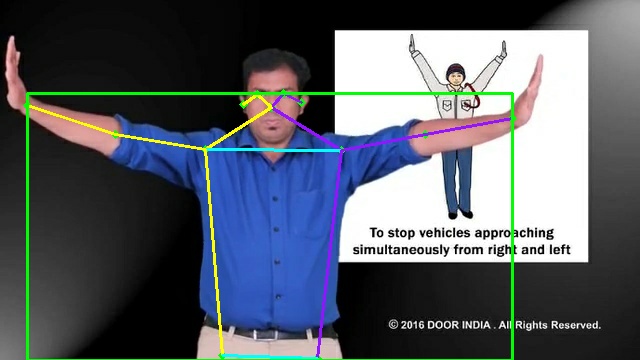 To stop vehicles approaching
simultaneously from right and left
© 2016 DOOR INDIA . All Rights Reserved.